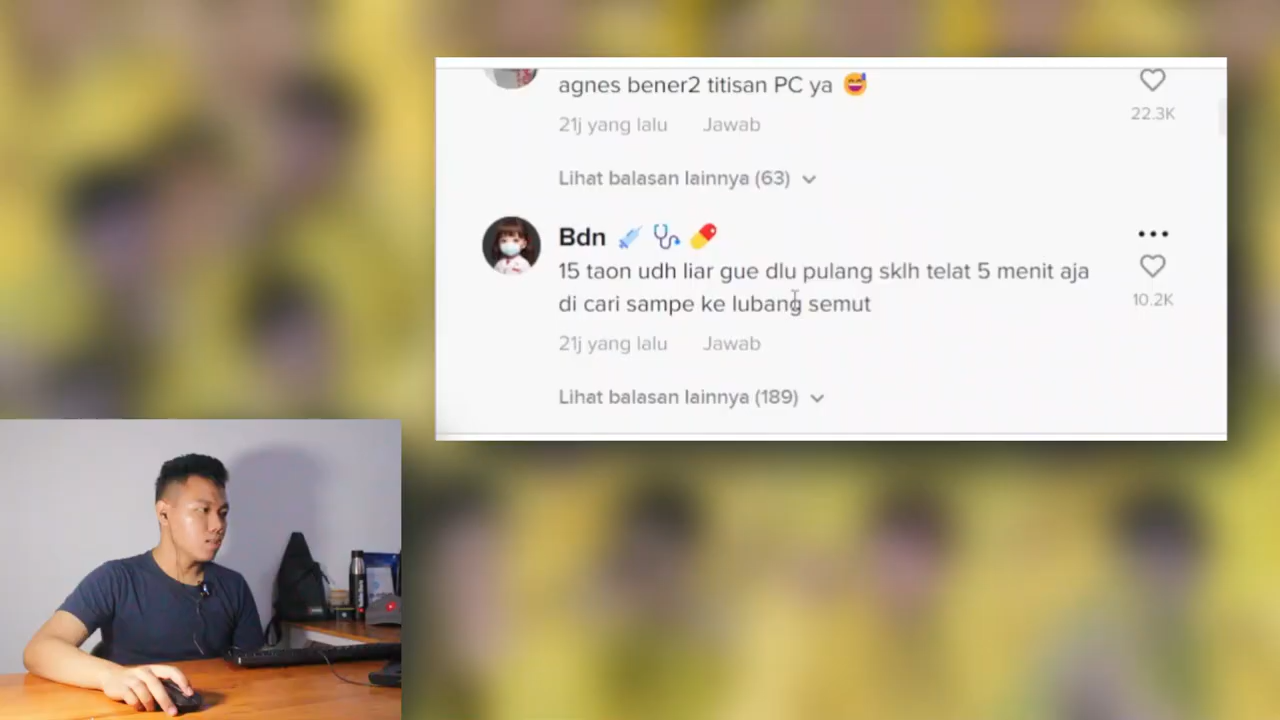 agnes bener2 titisan PC ya 😅
22.3K
21j yang lalu Jawab
Lihat balasan lainnya (63)
Bdn 💉 🩺 💊
15 taon udh liar gue dlu pulang sklh telat 5 menit aja
di cari sampe ke lubang semut
10.2K
21j yang lalu Jawab
Lihat balasan lainnya (189)